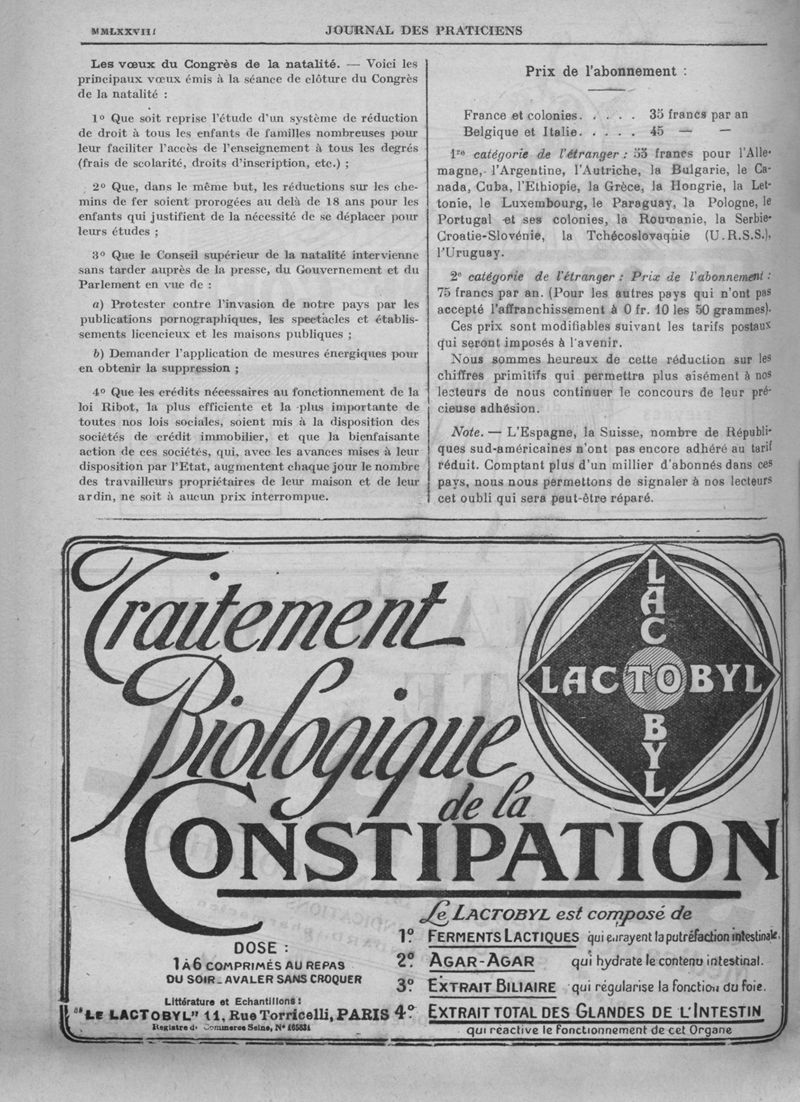 MMLXXVIII
JOURNAL DES PRATICIENS
Les vœux du Congrès de la natalité. — Voici les
principaux vœux émis à la séance de clôture du Congrès
de la natalité :
1º Que soit reprise l'étude d'un système de réduction
de droit à tous les enfants de familles nombreuses pour
leur faciliter l'accès de l'enseignement à tous les degrés
(frais de scolarité, droits d'inscription, etc.) ;
2º Que, dans le même but, les réductions sur les che-
mins de fer soient prorogées au delà de 18 ans pour les
enfants qui justifient de la nécessité de se déplacer pour
leurs études ;
3º Que le Conseil supérieur de la natalité intervienne
sans tarder auprès de la presse, du Gouvernement et du
Parlement en vue de :
a) Protester contre l'invasion de notre pays par les
publications pornographiques, les spectacles et établis-
sements licencieux et les maisons publiques ;
b) Demander l'application de mesures énergiques pour
en obtenir la suppression ;
4º Que les crédits nécessaires au fonctionnement de la
loi Ribot, la plus efficiente et la plus importante de
toutes nos lois sociales, soient mis à la disposition des
sociétés de crédit immobilier, et que la bienfaisante
action de ces sociétés, qui, avec les avances mises à leur
disposition par l'Etat, augmentent chaque jour le nombre
des travailleurs propriétaires de leur maison et de leur
ardin, ne soit à aucun prix interrompue.
Prix de l'abonnement :
France et colonies. . . . . 35 francs par an
Belgique et Italie. . . . . 45 — —
1re catégorie de l'étranger : 53 francs pour l'Alle-
magne, l'Argentine, l'Autriche, la Bulgarie, le Ca-
nada, Cuba, l'Ethiopie, la Grèce, la Hongrie, la Let-
tonie, le Luxembourg, le Paraguay, la Pologne, le
Portugal et ses colonies, la Roumanie, la Serbie-
Croatie-Slovénie, la Tchécoslovaquie (U.R.S.S.),
l'Uruguay.
2e catégorie de l'étranger : Prix de l'abonnement :
75 francs par an. (Pour les autres pays qui n'ont pas
accepté l'affranchissement à 0 fr. 10 les 50 grammes).
Ces prix sont modifiables suivant les tarifs postaux
qui seront imposés à l'avenir.
Nous sommes heureux de cette réduction sur les
chiffres primitifs qui permettra plus aisément à nos
lecteurs de nous continuer le concours de leur pré-
cieuse adhésion.
Note. — L'Espagne, la Suisse, nombre de Républi-
ques sud-américaines n'ont pas encore adhéré au tarif
réduit. Comptant plus d'un millier d'abonnés dans ces
pays, nous nous permettons de signaler à nos lecteurs
cet oubli qui sera peut-être réparé.
Traitement
Biologique
de la
CONSTIPATION
LACTOBYL
LACTOBYL
DOSE :
1 à 6 COMPRIMÉS AU REPAS
DU SOIR_AVALER SANS CROQUER
Littérature et Echantillons :
"LE LACTOBYL" 11, Rue Torricelli, PARIS
Registre du Commerce Seine, Nº 165831
Le LACTOBYL est composé de
1º FERMENTS LACTIQUES qui enrayent la putréfaction intestinale.
2º AGAR-AGAR qui hydrate le contenu intestinal.
3º EXTRAIT BILIAIRE qui régularise la fonction du foie.
4º EXTRAIT TOTAL DES GLANDES DE L'INTESTIN
qui réactive le fonctionnement de cet Organe